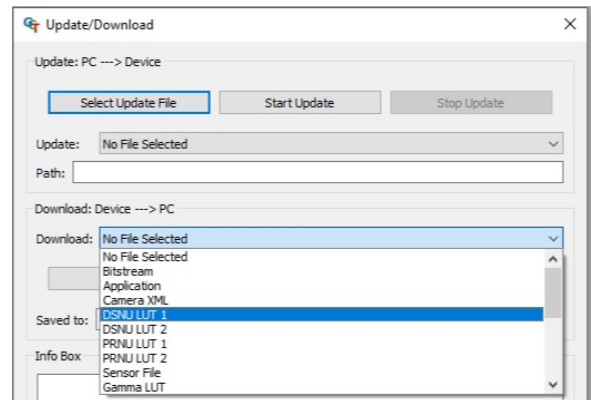 Update/Download
Update: PC ---> Device
Select Update File Start Update Stop Update
Update: No File Selected
Path:
Download: Device ---> PC
Download: No File Selected
No File Selected
Bitstream
Application
Camera XML
Saved to: DSNU LUT 1
DSNU LUT 2
PRNU LUT 1
Info Box PRNU LUT 2
Sensor File
Gamma LUT